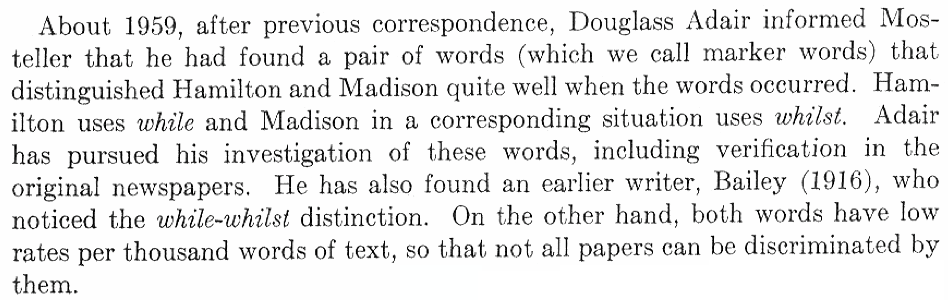 About 1959, after previous correspondence, Douglass Adair informed Mos-
teller that he had found a pair of words (which we call marker words) that
distinguished Hamilton and Madison quite well when the words occurred. Ham-
ilton uses while and Madison in a corresponding situation uses whilst. Adair
has pursued his investigation of these words, including verification in the
original newspapers. He has also found an earlier writer, Bailey (1916), who
noticed the while-whilst distinction. On the other hand, both words have low
rates per thousand words of text, so that not all papers can be discriminated by
them.